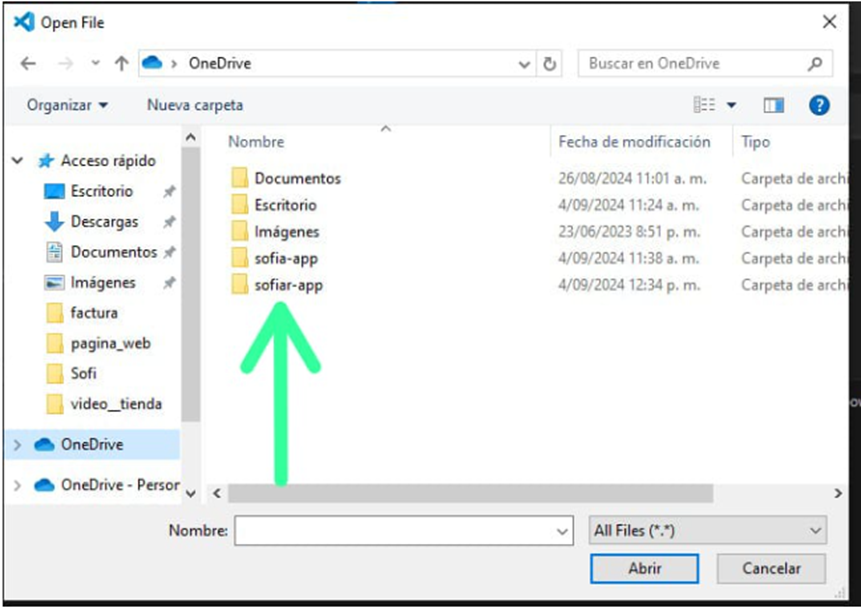 Open File
OneDrive
Buscar en OneDrive
Organizar
Nueva carpeta
?
Nombre
Fecha de modificación
Tipo
Acceso rápido
Escritorio
Descargas
Documentos
Imágenes
factura
pagina_web
Sofi
video__tienda
OneDrive
OneDrive - Person
Documentos 26/08/2024 11:01 a. m. Carpeta de archi
Escritorio 4/09/2024 11:24 a. m. Carpeta de archi
Imágenes 23/06/2023 8:51 p. m. Carpeta de archi
sofia-app 4/09/2024 11:38 a. m. Carpeta de archi
sofiar-app 4/09/2024 12:34 p. m. Carpeta de archi
Nombre:
All Files (*.*)
Abrir
Cancelar